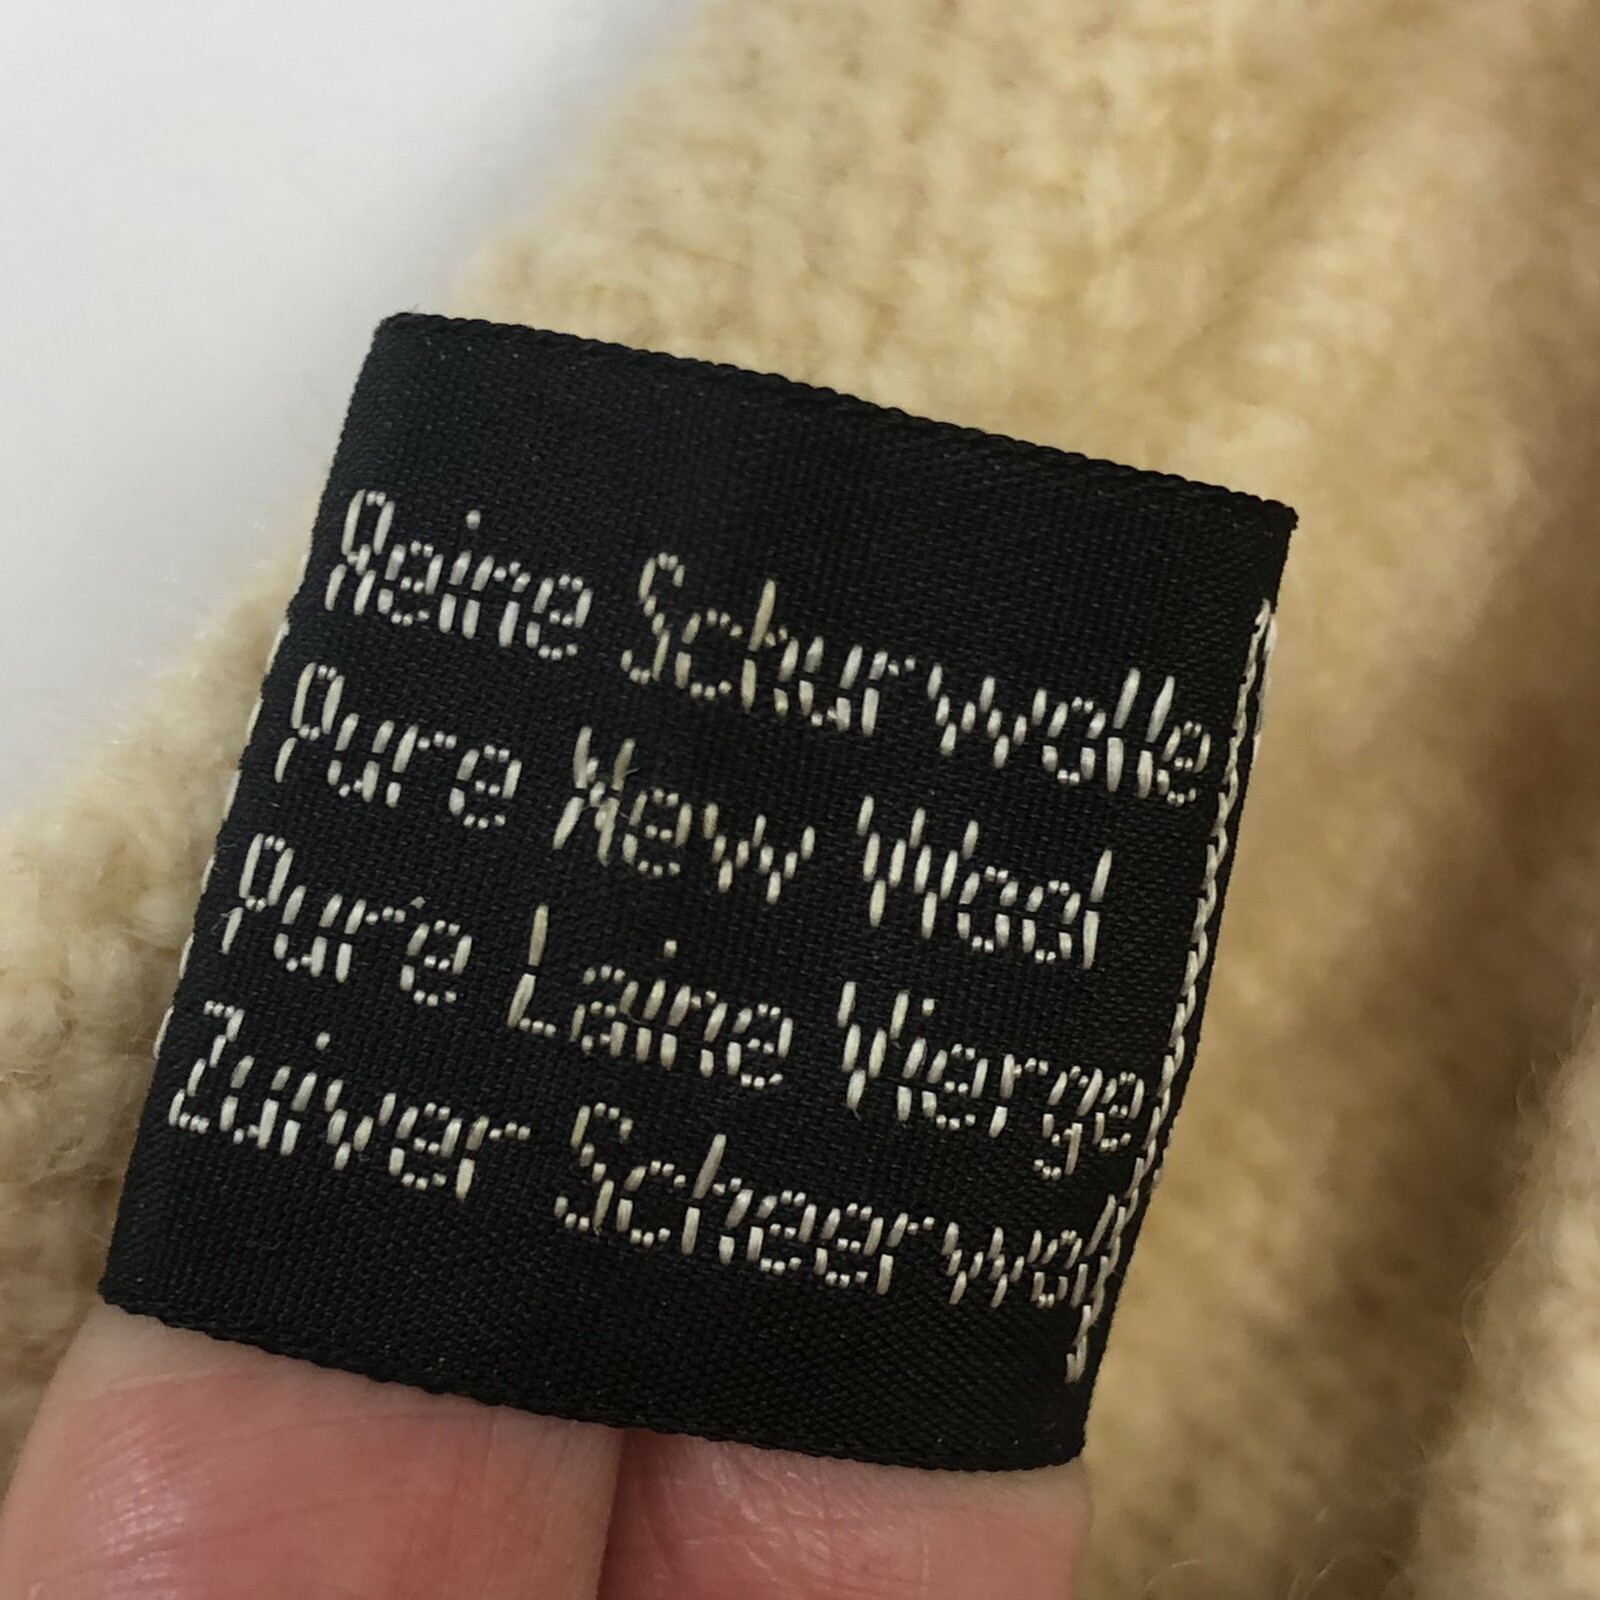 Reine Schurwolle
Pure New Wool
Pure Laine Vierge
Zuiver Scheerwol